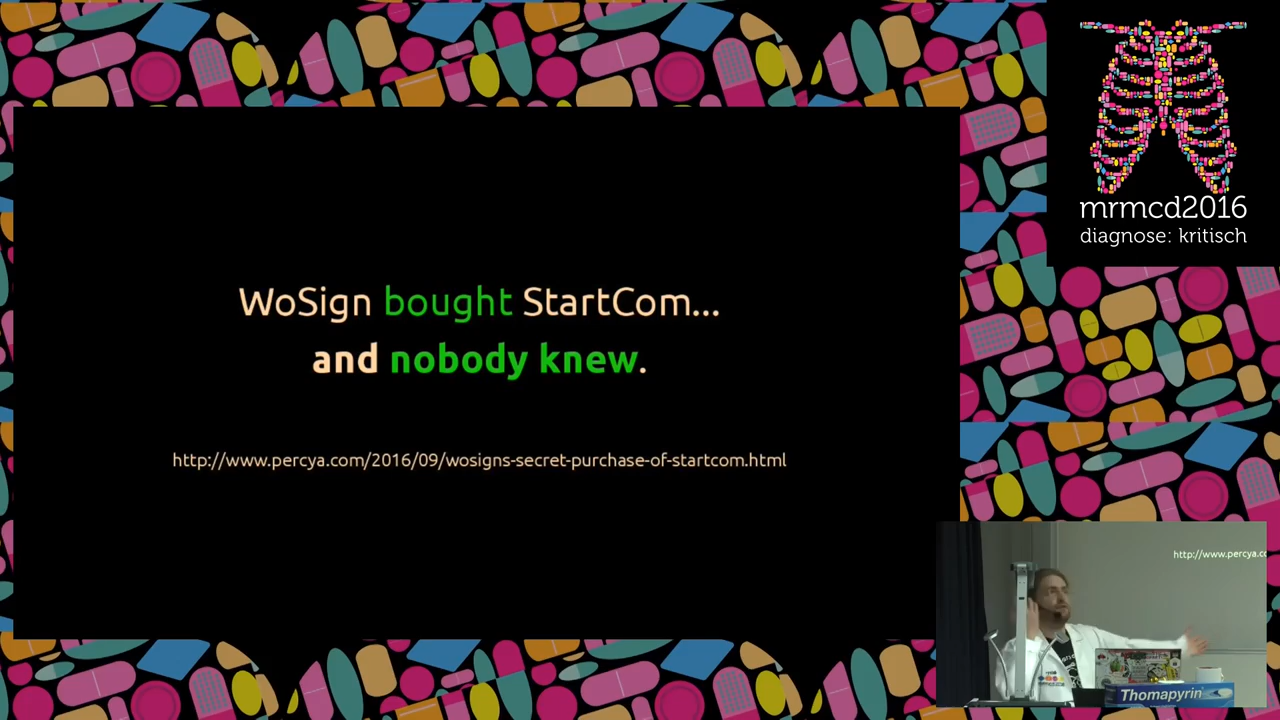 WoSign bought StartCom...
and nobody knew.
http://www.percya.com/2016/09/wosigns-secret-purchase-of-startcom.html
mrmcd2016
diagnose: kritisch
http://www.percya.co
Thomapyrin